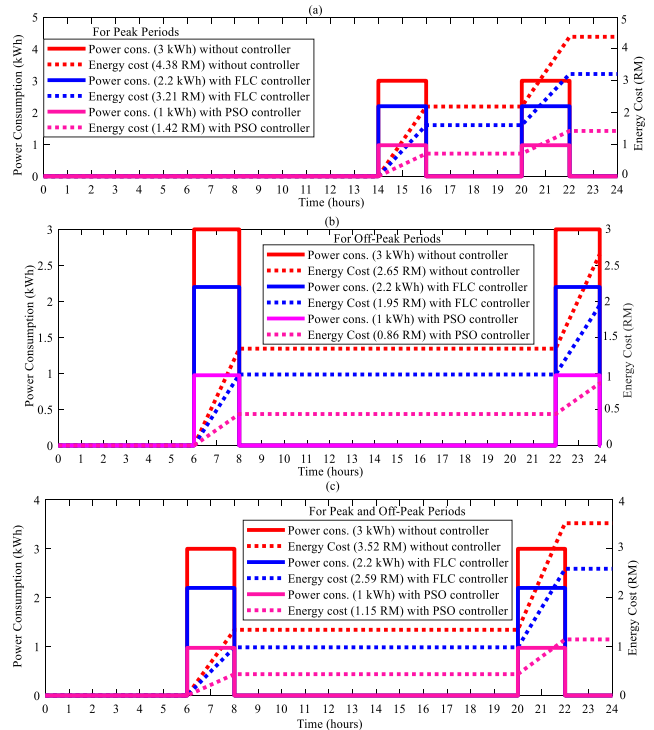 (a)
For Peak Periods
Power cons. (3 kWh) without controller
Energy cost (4.38 RM) without controller
Power cons. (2.2 kWh) with FLC controller
Energy cost (3.21 RM) with FLC controller
Power cons. (1 kWh) with PSO controller
Energy cost (1.42 RM) with PSO controller
Power Consumption (kWh)
5
4
3
2
1
0
Energy Cost (RM)
5
4
3
2
1
0
0 1 2 3 4 5 6 7 8 9 10 11 12 13 14 15 16 17 18 19 20 21 22 23 24
Time (hours)
(b)
For Off-Peak Periods
Power cons. (3 kWh) without controller
Energy Cost (2.65 RM) without controller
Power cons. (2.2 kWh) with FLC controller
Energy Cost (1.95 RM) with FLC controller
Power cons. (1 kWh) with PSO controller
Energy Cost (0.86 RM) with PSO controller
Power Consumption (kWh)
3
2.5
2
1.5
1
0.5
0
Energy Cost (RM)
3
2.5
2
1.5
1
0.5
0
0 1 2 3 4 5 6 7 8 9 10 11 12 13 14 15 16 17 18 19 20 21 22 23 24
Time (hours)
(c)
For Peak and Off-Peak Periods
Power cons. (3 kWh) without controller
Energy Cost (3.52 RM) without controller
Power cons. (2.2 kWh) with FLC controller
Energy cost (2.59 RM) with FLC controller
Power cons. (1 kWh) with PSO controller
Energy cost (1.15 RM) with PSO controller
Power Consumption (kWh)
4
3
2
1
0
Energy Cost (RM)
4
3
2
1
0
0 1 2 3 4 5 6 7 8 9 10 11 12 13 14 15 16 17 18 19 20 21 22 23 24
Time (hours)